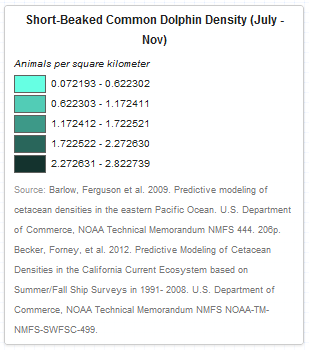 Short-Beaked Common Dolphin Density (July -
Nov)
Animals per square kilometer
0.072193 - 0.622302
0.622303 - 1.172411
1.172412 - 1.722521
1.722522 - 2.272630
2.272631 - 2.822739
Source: Barlow, Ferguson et al. 2009. Predictive modeling of
cetacean densities in the eastern Pacific Ocean. U.S. Department
of Commerce, NOAA Technical Memorandum NMFS 444. 206p.
Becker, Forney, et al. 2012. Predictive Modeling of Cetacean
Densities in the California Current Ecosystem based on
Summer/Fall Ship Surveys in 1991- 2008. U.S. Department of
Commerce, NOAA Technical Memorandum NMFS NOAA-TM-
NMFS-SWFSC-499.